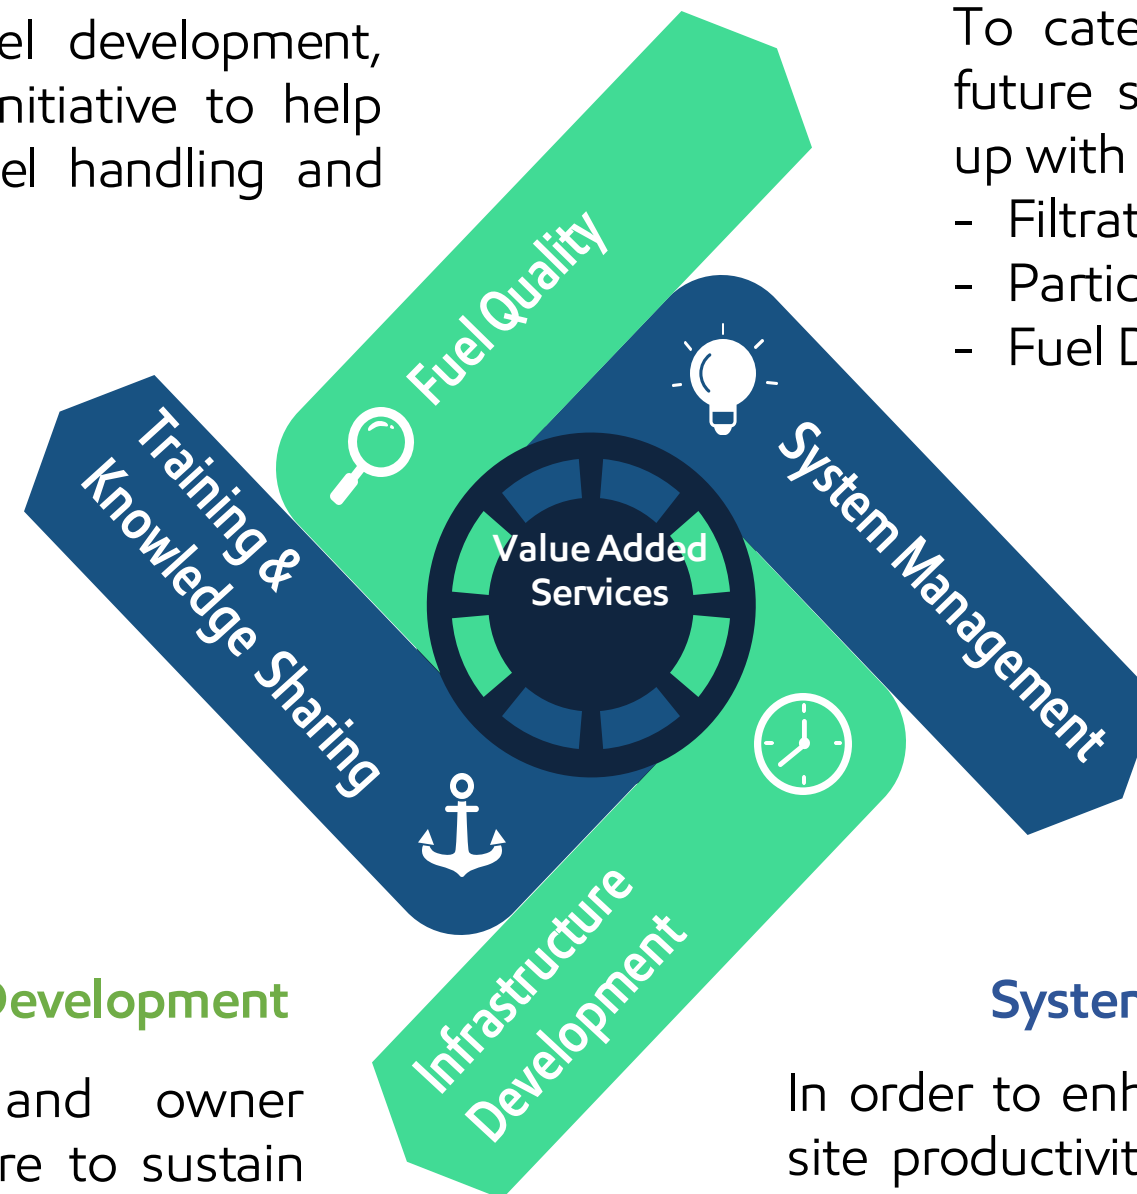 el development,
nitiative to help
el handling and
To cate
future s
up with
- Filtrat
- Partic
- Fuel D
Fuel Quality
System Management
Training &
Knowledge Sharing
Value Added
Services
Infrastructure
Development
Development
and owner
re to sustain
System
In order to enh
site productivit